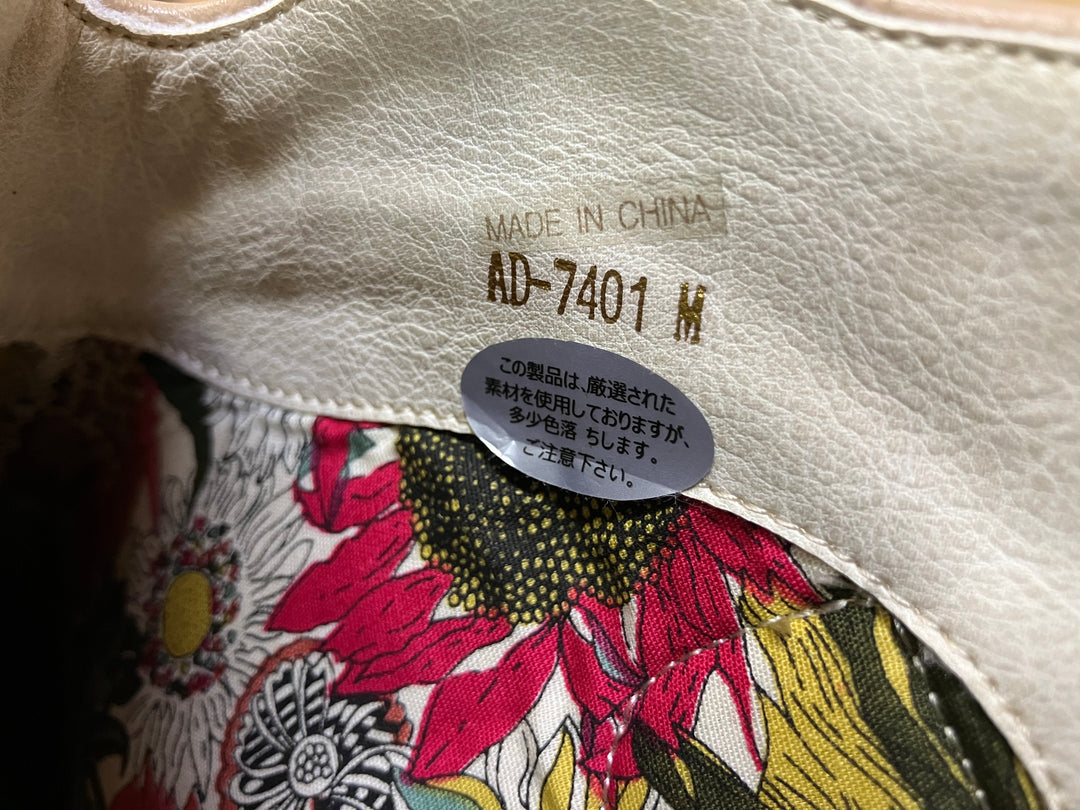 MADE IN CHINA
AD-7401 M
この製品は、厳選された
素材を使用しておりますが、
多少色落ちします。
ご注意下さい。